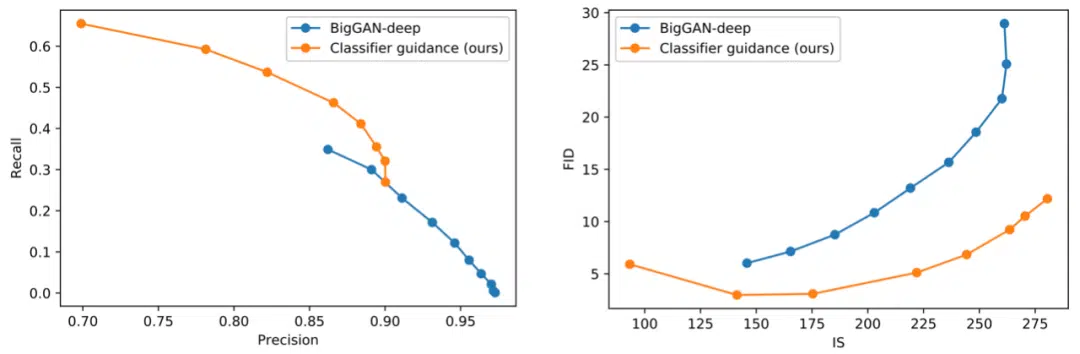 BigGAN-deep
Classifier guidance (ours)
0.6
0.5
0.4
0.3
0.2
0.1
0.0
Recall
0.70 0.75 0.80 0.85 0.90 0.95
Precision
BigGAN-deep
Classifier guidance (ours)
30
25
20
15
10
5
FID
100 125 150 175 200 225 250 275
IS